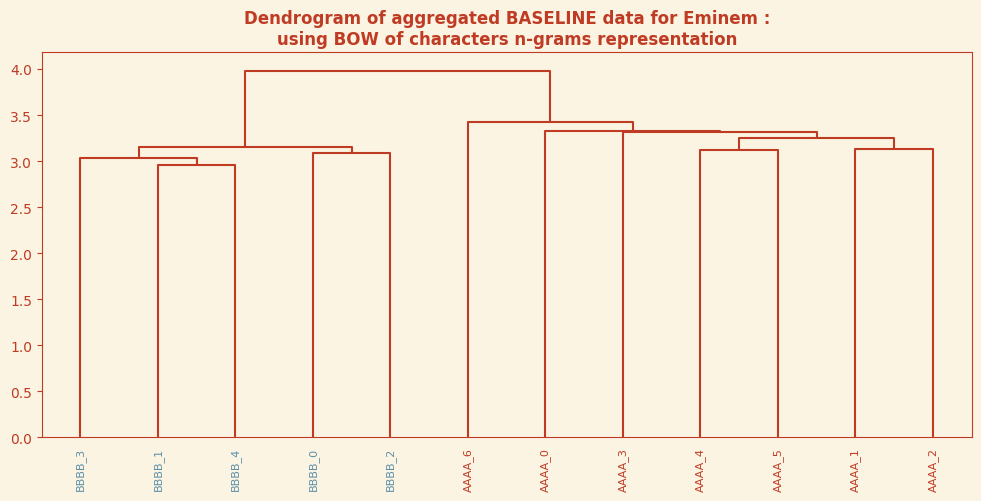 Dendrogram of aggregated BASELINE data for Eminem :
using BOW of characters n-grams representation
4.0
3.5
3.0
2.5
2.0
1.5
1.0
0.5
0.0
BBBB_3
BBBB_1
BBBB_4
BBBB_0
BBBB_2
AAAA_6
AAAA_0
AAAA_3
AAAA_4
AAAA_5
AAAA_1
AAAA_2